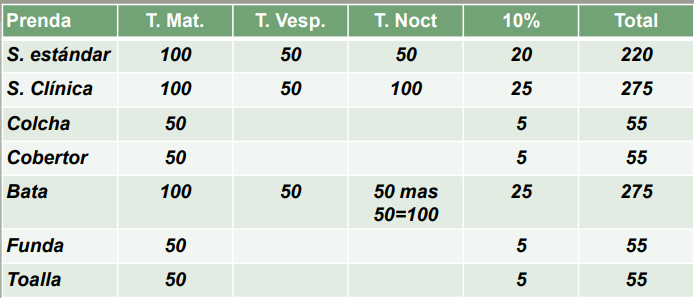 Prenda T. Mat. T. Vesp. T. Noct 10% Total
S. estándar 100 50 50 20 220
S. Clínica 100 50 100 25 275
Colcha 50 5 55
Cobertor 50 5 55
Bata 100 50 50 mas 25 275
50=100
Funda 50 5 55
Toalla 50 5 55